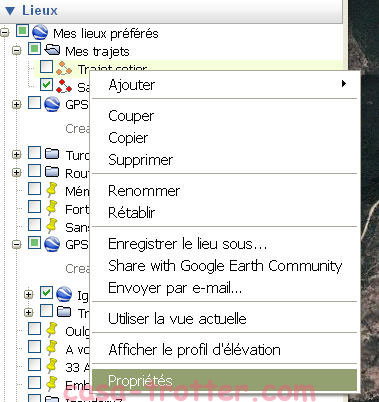 Lieux
Mes lieux préférés
Mes trajets
Trajet cotier
Sa
Ajouter
GPS
Couper
Crea
Copier
Supprimer
Turc
Rout
Renommer
Mém
Fort
Rétablir
Sans
GPS
Enregistrer le lieu sous...
Share with Google Earth Community
Ig
Envoyer par e-mail...
Tr
Oulg
Utiliser la vue actuelle
A vo
Afficher le profil d'élévation
33 A
Emb
Propriétés
casa-trotter.com